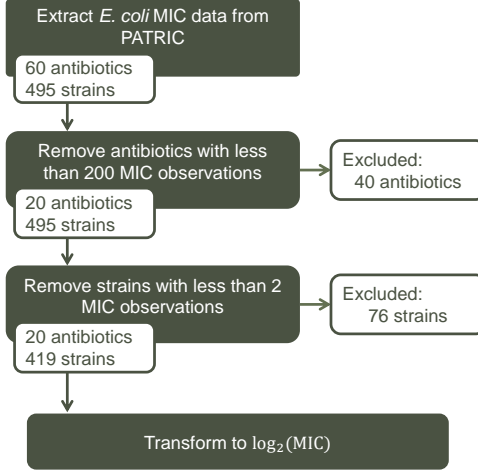 Extract E. coli MIC data from
PATRIC
60 antibiotics
495 strains
Remove antibiotics with less
than 200 MIC observations
Excluded:
40 antibiotics
20 antibiotics
495 strains
Remove strains with less than 2
MIC observations
Excluded:
76 strains
20 antibiotics
419 strains
Transform to log₂(MIC)